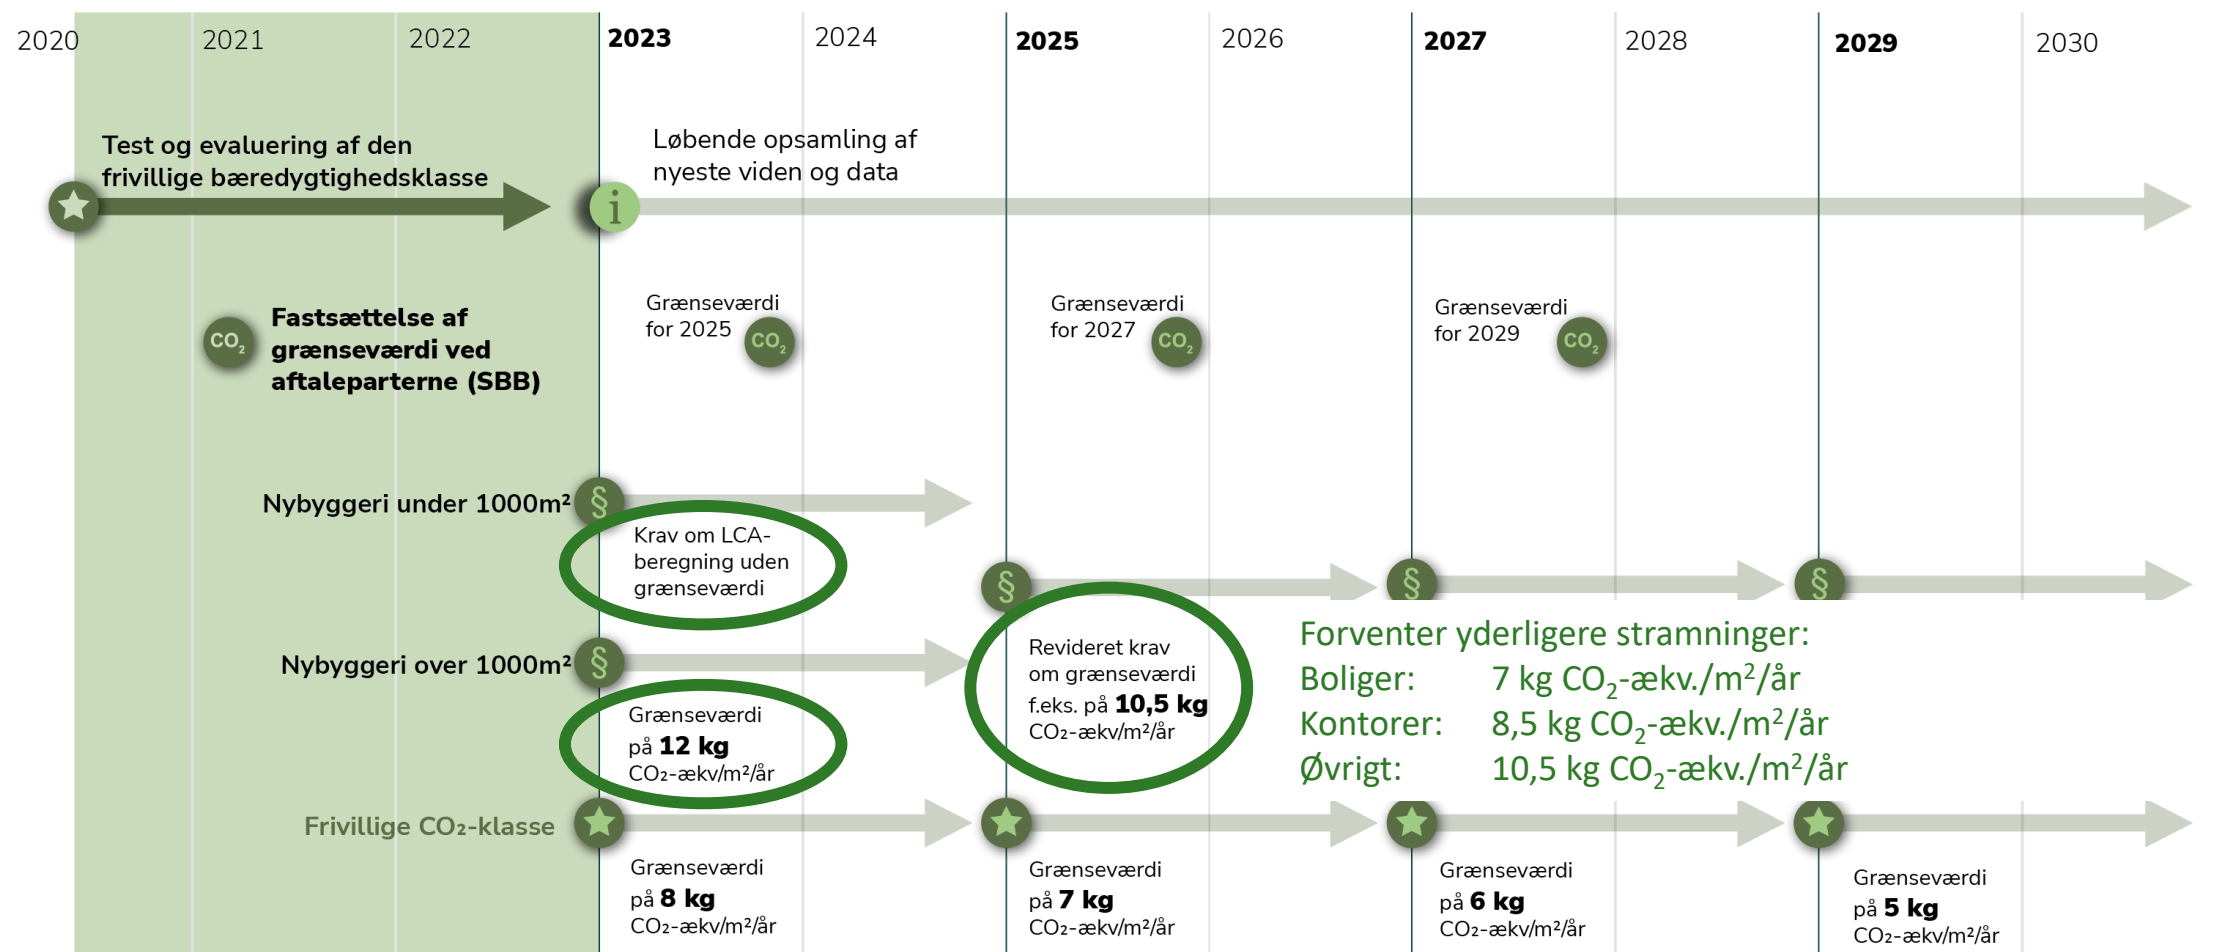 2020
2021
2022
2023
2024
2025
2026
2027
2028
2029
2030
Test og evaluering af den
frivillige bæredygtighedsklasse
i
Løbende opsamling af
nyeste viden og data
CO₂
Fastsættelse af
grænseværdi ved
aftaleparterne (SBB)
Grænseværdi
for 2025
CO₂
Grænseværdi
for 2027
CO₂
Grænseværdi
for 2029
CO₂
Nybyggeri under 1000m²
§
Krav om LCA-
beregning uden
grænseværdi
§
§
§
Nybyggeri over 1000m²
§
Grænseværdi
på 12 kg
CO₂-ækv/m²/år
Revideret krav
om grænseværdi
f.eks. på 10,5 kg
CO₂-ækv/m²/år
Forventer yderligere stramninger:
Boliger: 7 kg CO₂-ækv./m²/år
Kontorer: 8,5 kg CO₂-ækv./m²/år
Øvrigt: 10,5 kg CO₂-ækv./m²/år
Frivillige CO₂-klasse
Grænseværdi
på 8 kg
CO₂-ækv/m²/år
Grænseværdi
på 7 kg
CO₂-ækv/m²/år
Grænseværdi
på 6 kg
CO₂-ækv/m²/år
Grænseværdi
på 5 kg
CO₂-ækv/m²/år